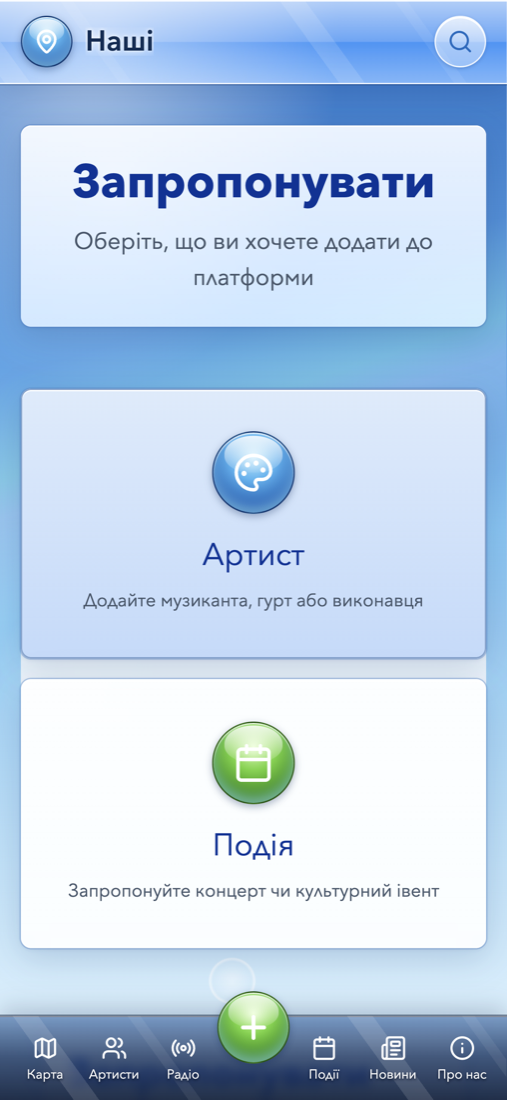 Наші
Запропонувати
Оберіть, що ви хочете додати до
платформи
Артист
Додайте музиканта, гурт або виконавця
Подія
Запропонуйте концерт чи культурний івент
Карта
Артисти
Радіо
Події
Новини
Про нас